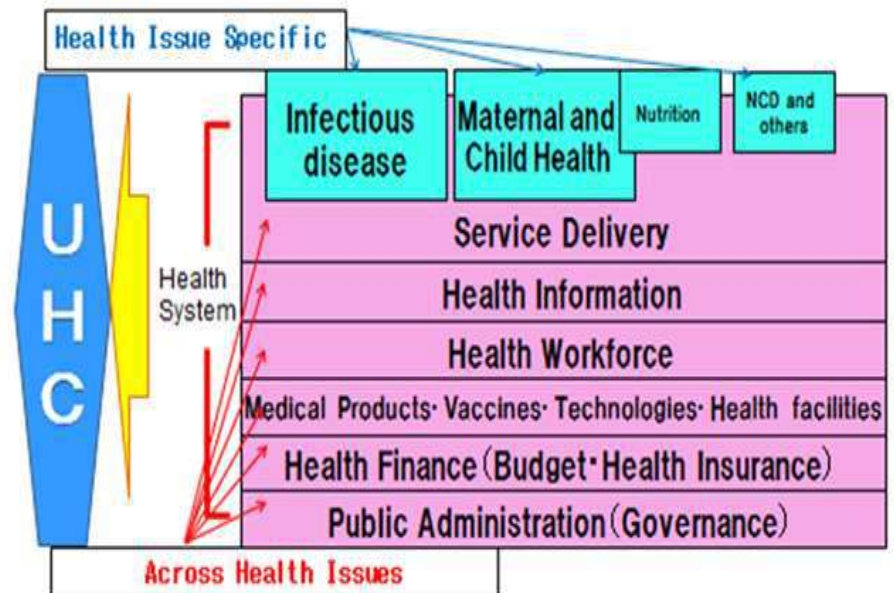 Health Issue Specific
Infectious
disease
Maternal and
Child Health
Nutrition
NCD and
others
UHC
Health
System
Service Delivery
Health Information
Health Workforce
Medical Products・Vaccines・Technologies・Health facilities
Health Finance(Budget・Health Insurance)
Public Administration(Governance)
Across Health Issues